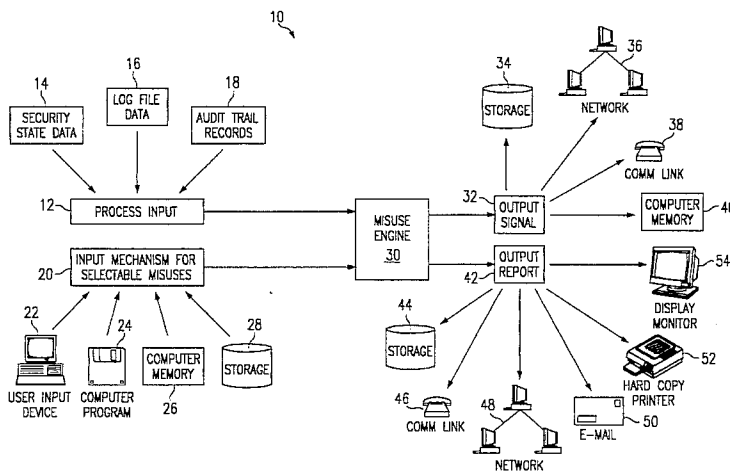 10
14
SECURITY
STATE DATA
16
LOG FILE
DATA
18
AUDIT TRAIL
RECORDS
12
PROCESS INPUT
20
INPUT MECHANISM FOR
SELECTABLE MISUSES
22
USER INPUT
DEVICE
24
COMPUTER
PROGRAM
COMPUTER
MEMORY
26
28
STORAGE
MISUSE
ENGINE
30
34
STORAGE
36
NETWORK
38
COMM LINK
32
OUTPUT
SIGNAL
COMPUTER
MEMORY
OUTPUT
REPORT
42
54
DISPLAY
MONITOR
44
STORAGE
46
COMM LINK
48
NETWORK
50
E-MAIL
52
HARD COPY
PRINTER